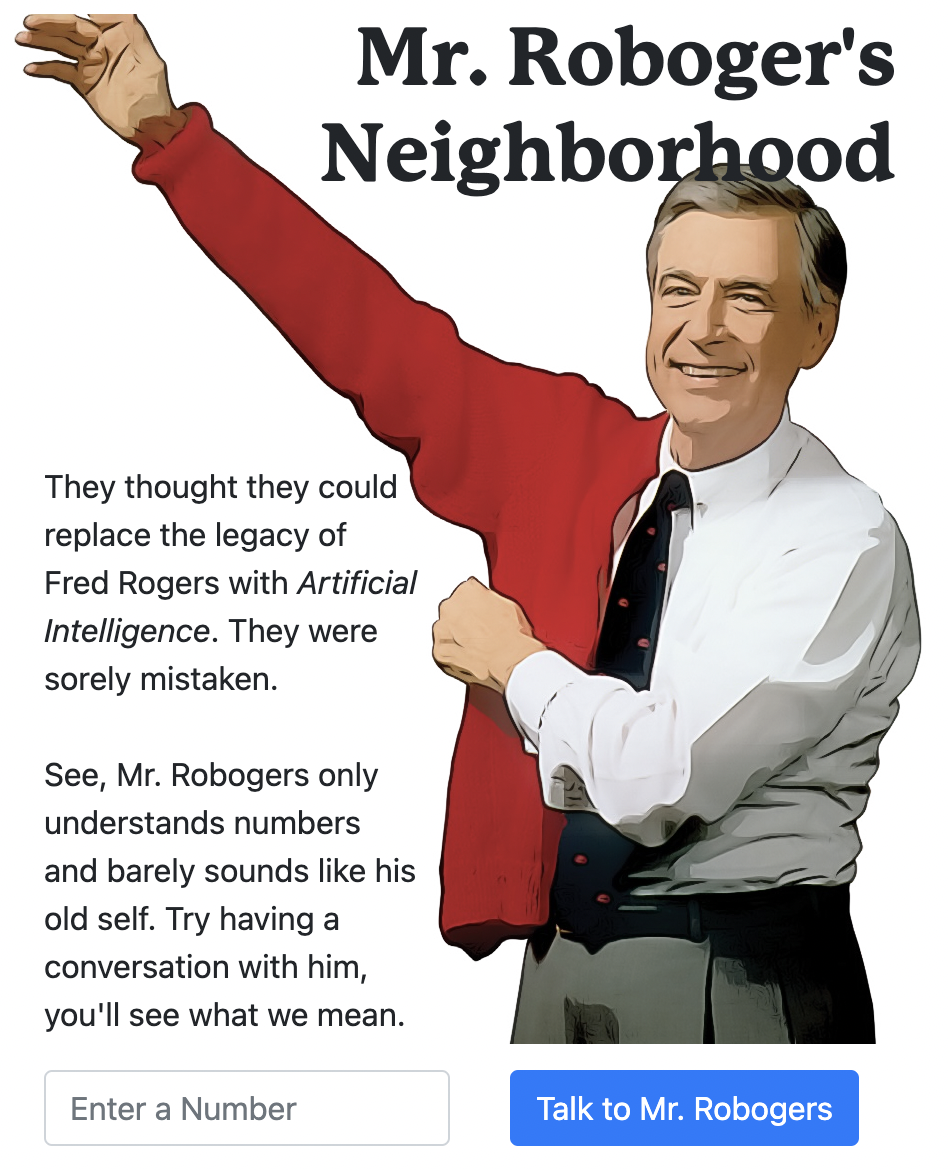 Mr. Roboger's
Neighborhood
They thought they could
replace the legacy of
Fred Rogers with Artificial
Intelligence. They were
sorely mistaken.
See, Mr. Robogers only
understands numbers
and barely sounds like his
old self. Try having a
conversation with him,
you'll see what we mean.
Enter a Number
Talk to Mr. Robogers